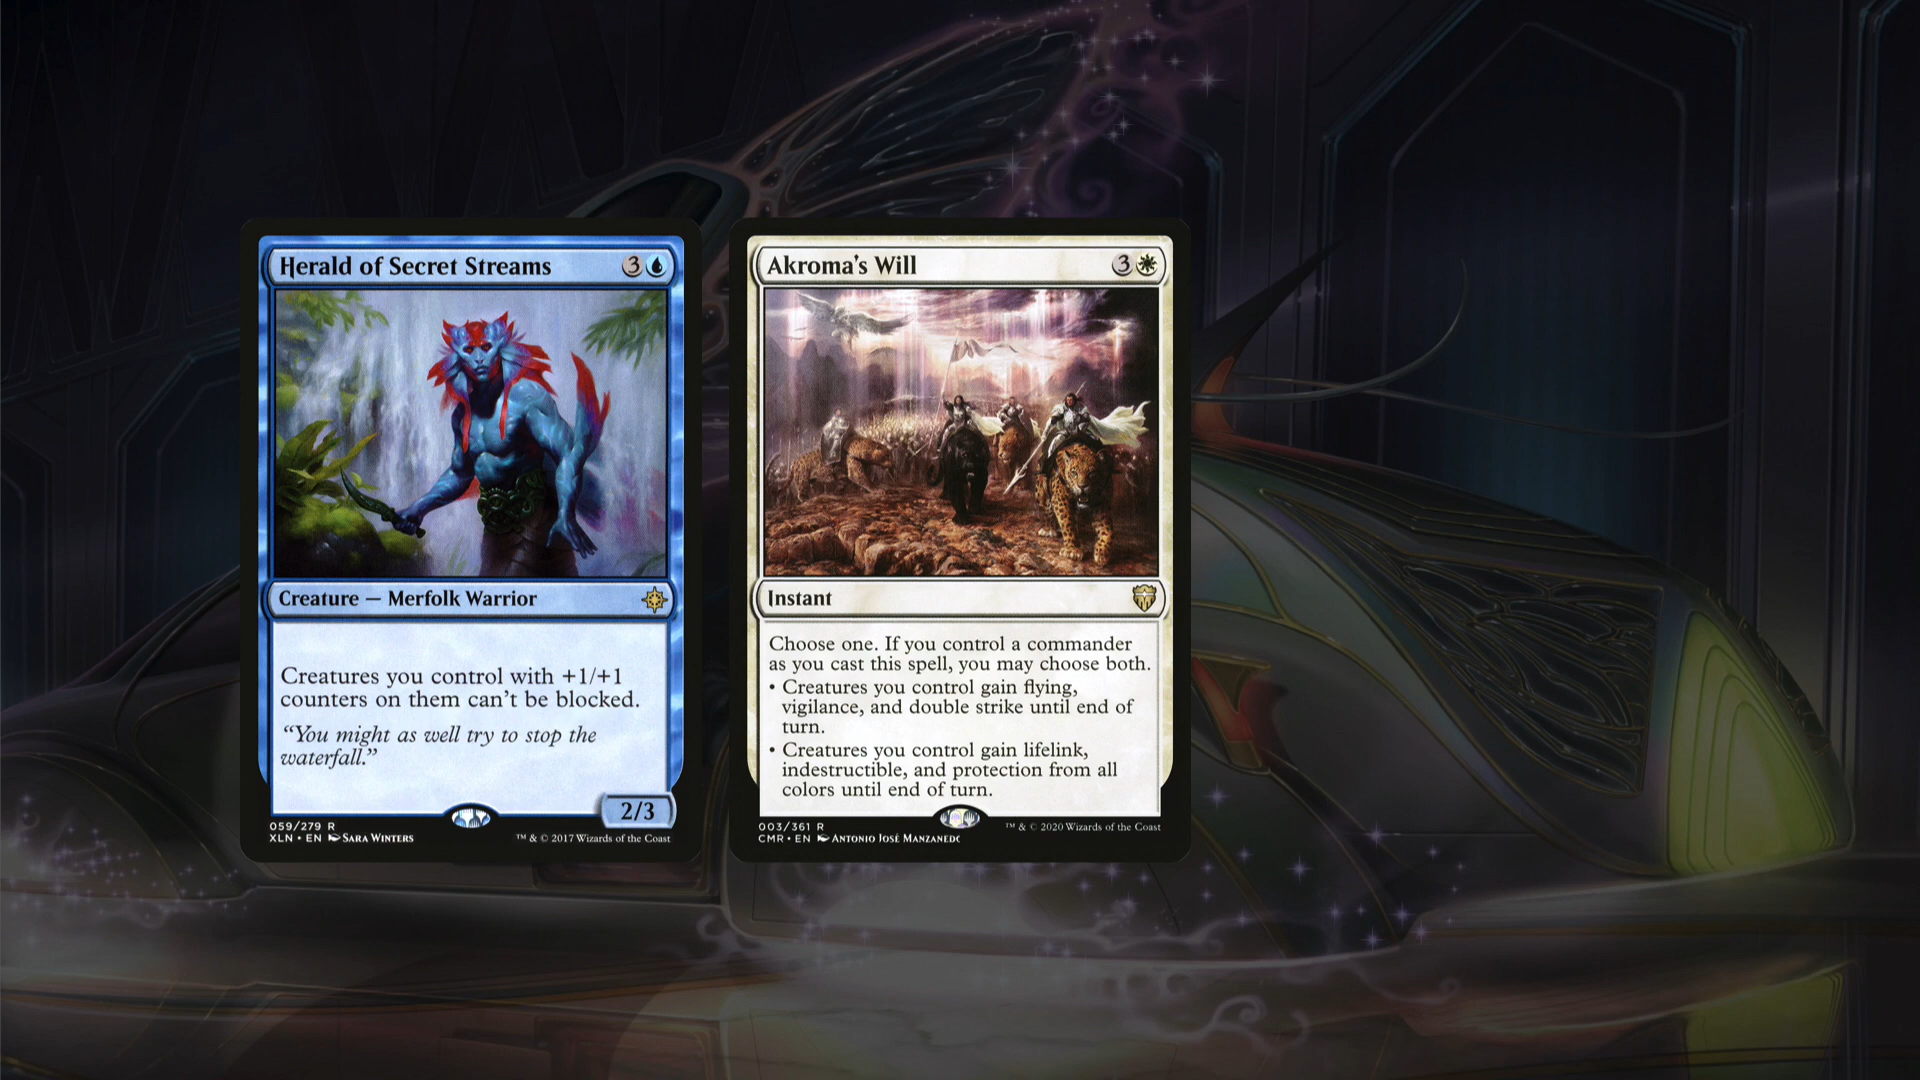 Herald of Secret Streams 3
Creature — Merfolk Warrior
Creatures you control with +1/+1
counters on them can't be blocked.
“You might as well try to stop the
waterfall.”
2/3
059/279 R
XLN • EN SARA WINTERS
™ & © 2017 Wizards of the Coast
Akroma's Will 3
Instant
Choose one. If you control a commander
as you cast this spell, you may choose both.
• Creatures you control gain flying,
vigilance, and double strike until end of
turn.
• Creatures you control gain lifelink,
indestructible, and protection from all
colors until end of turn.
003/361 R
CMR • EN ANTONIO JOSÉ MANZANEDO
™ & © 2020 Wizards of the Coast